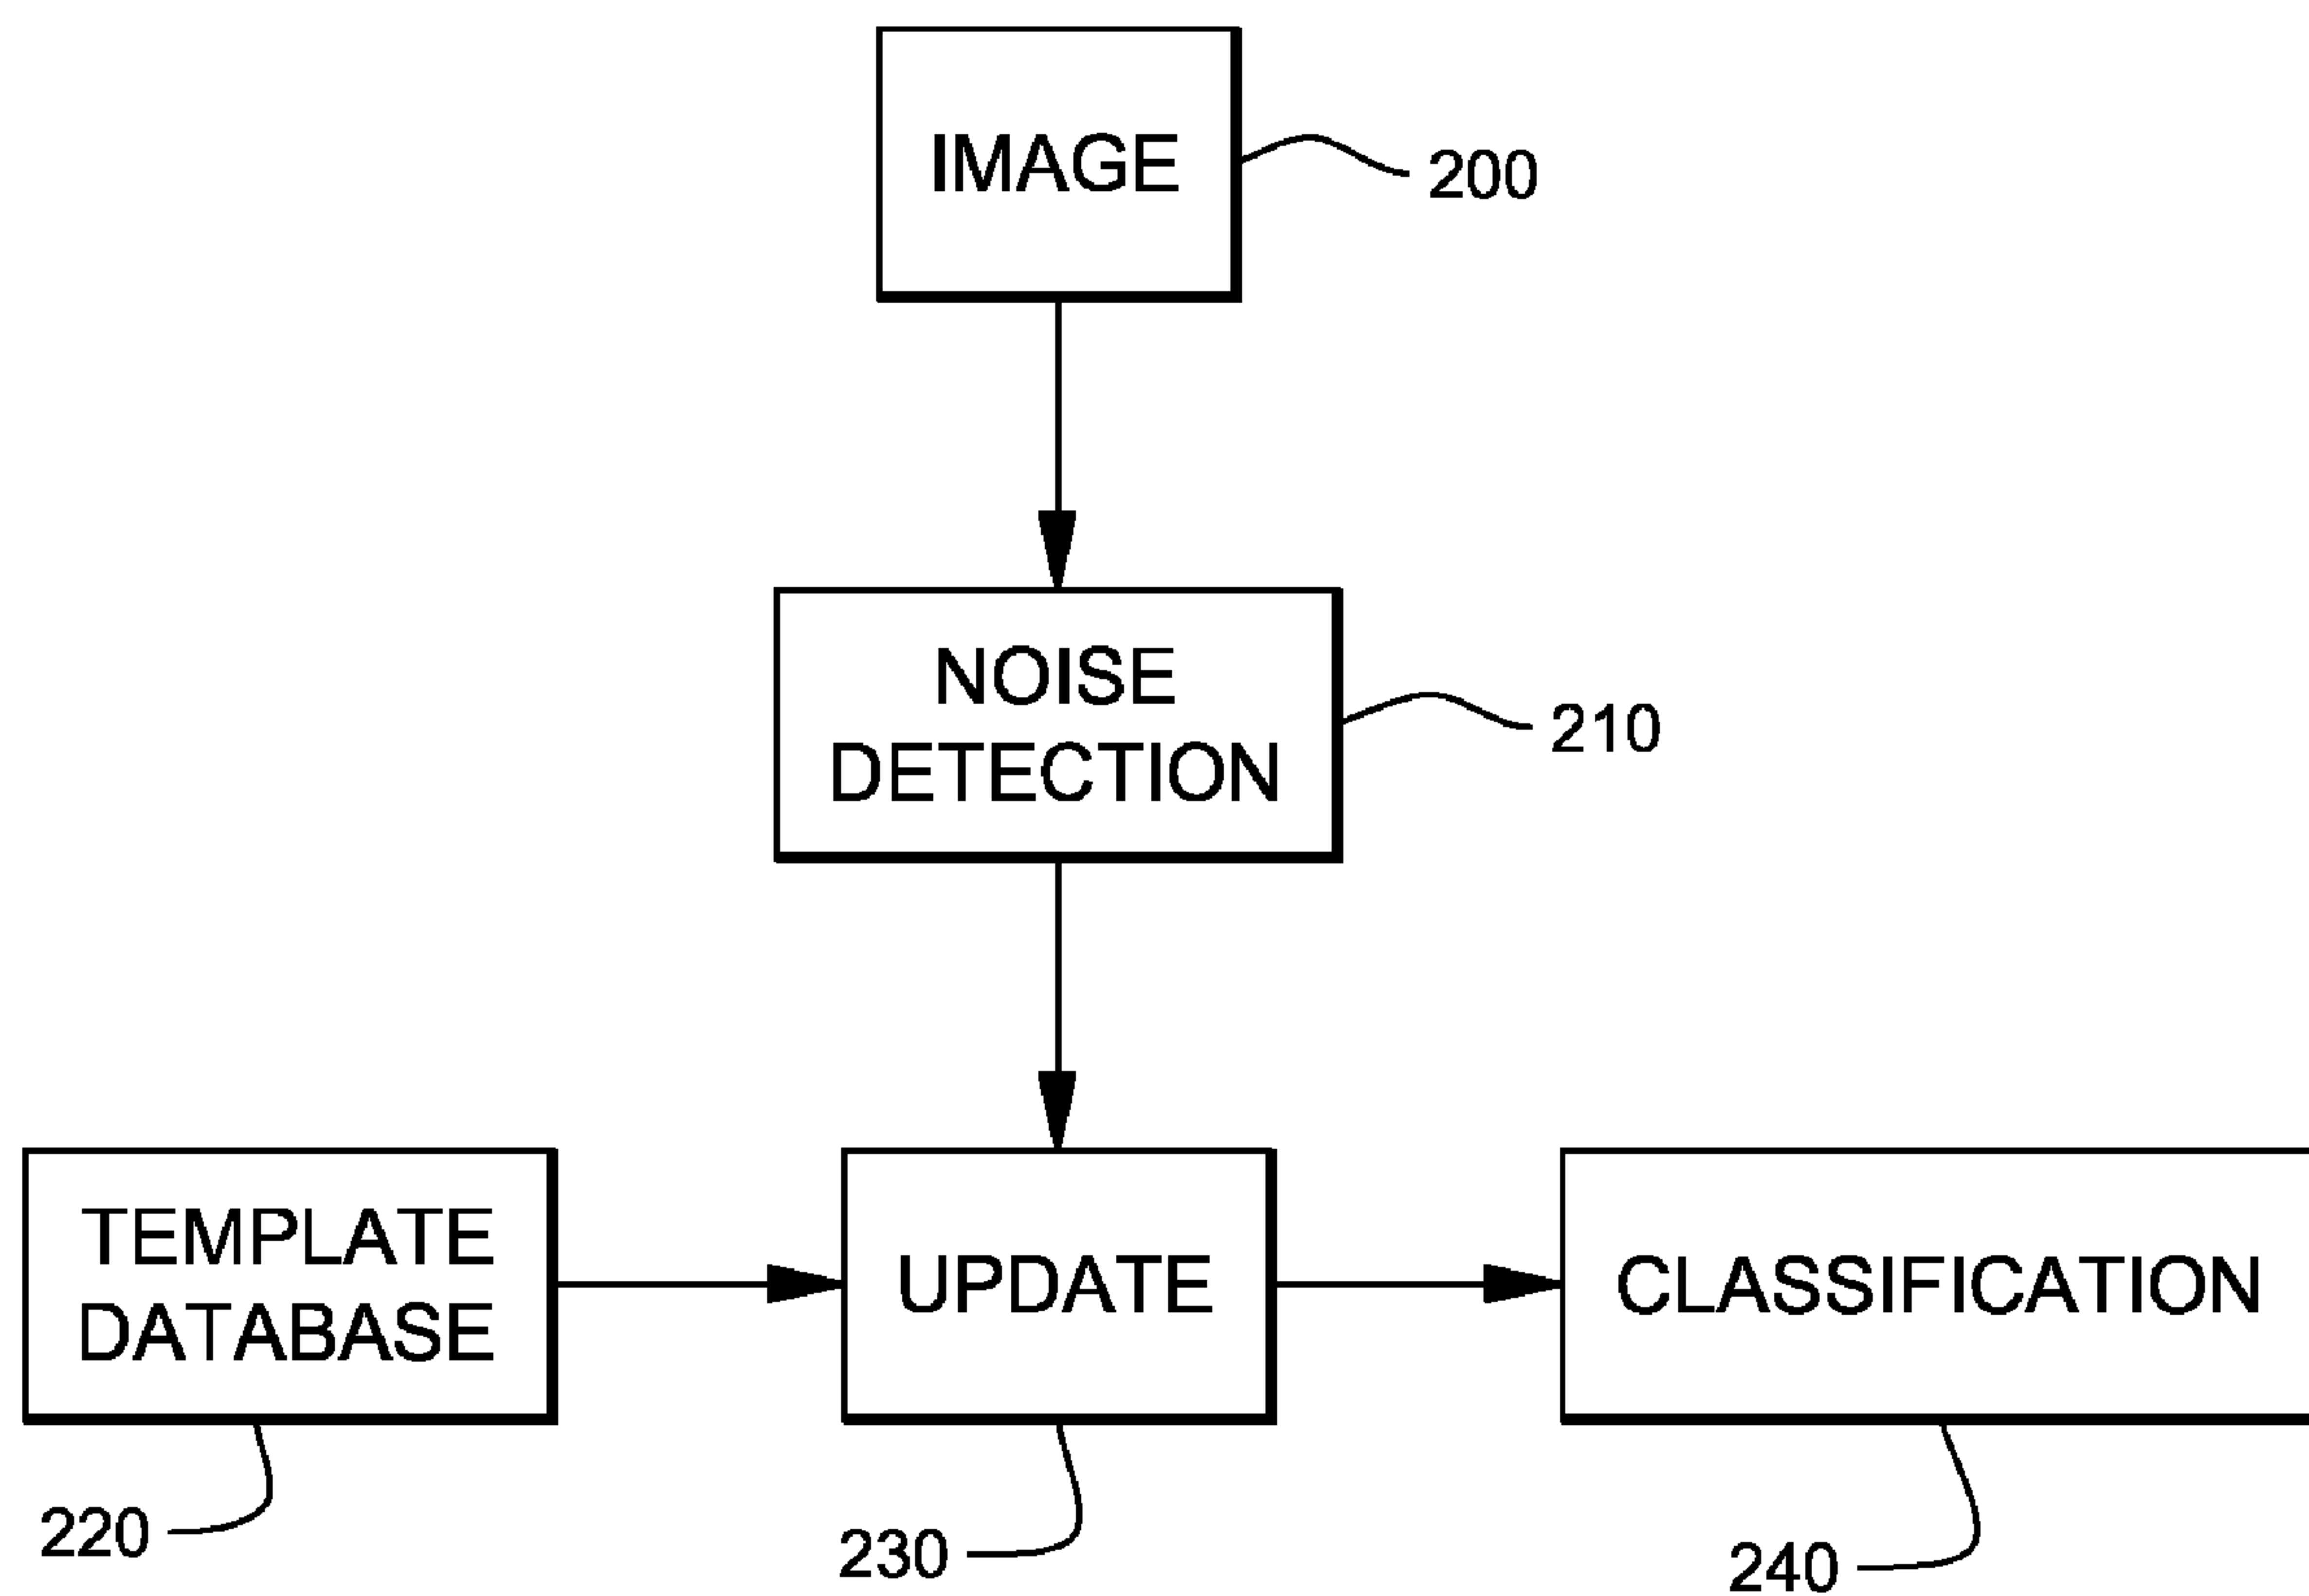 IMAGE
200
NOISE
DETECTION
210
TEMPLATE
DATABASE
UPDATE
CLASSIFICATION
220
230
240